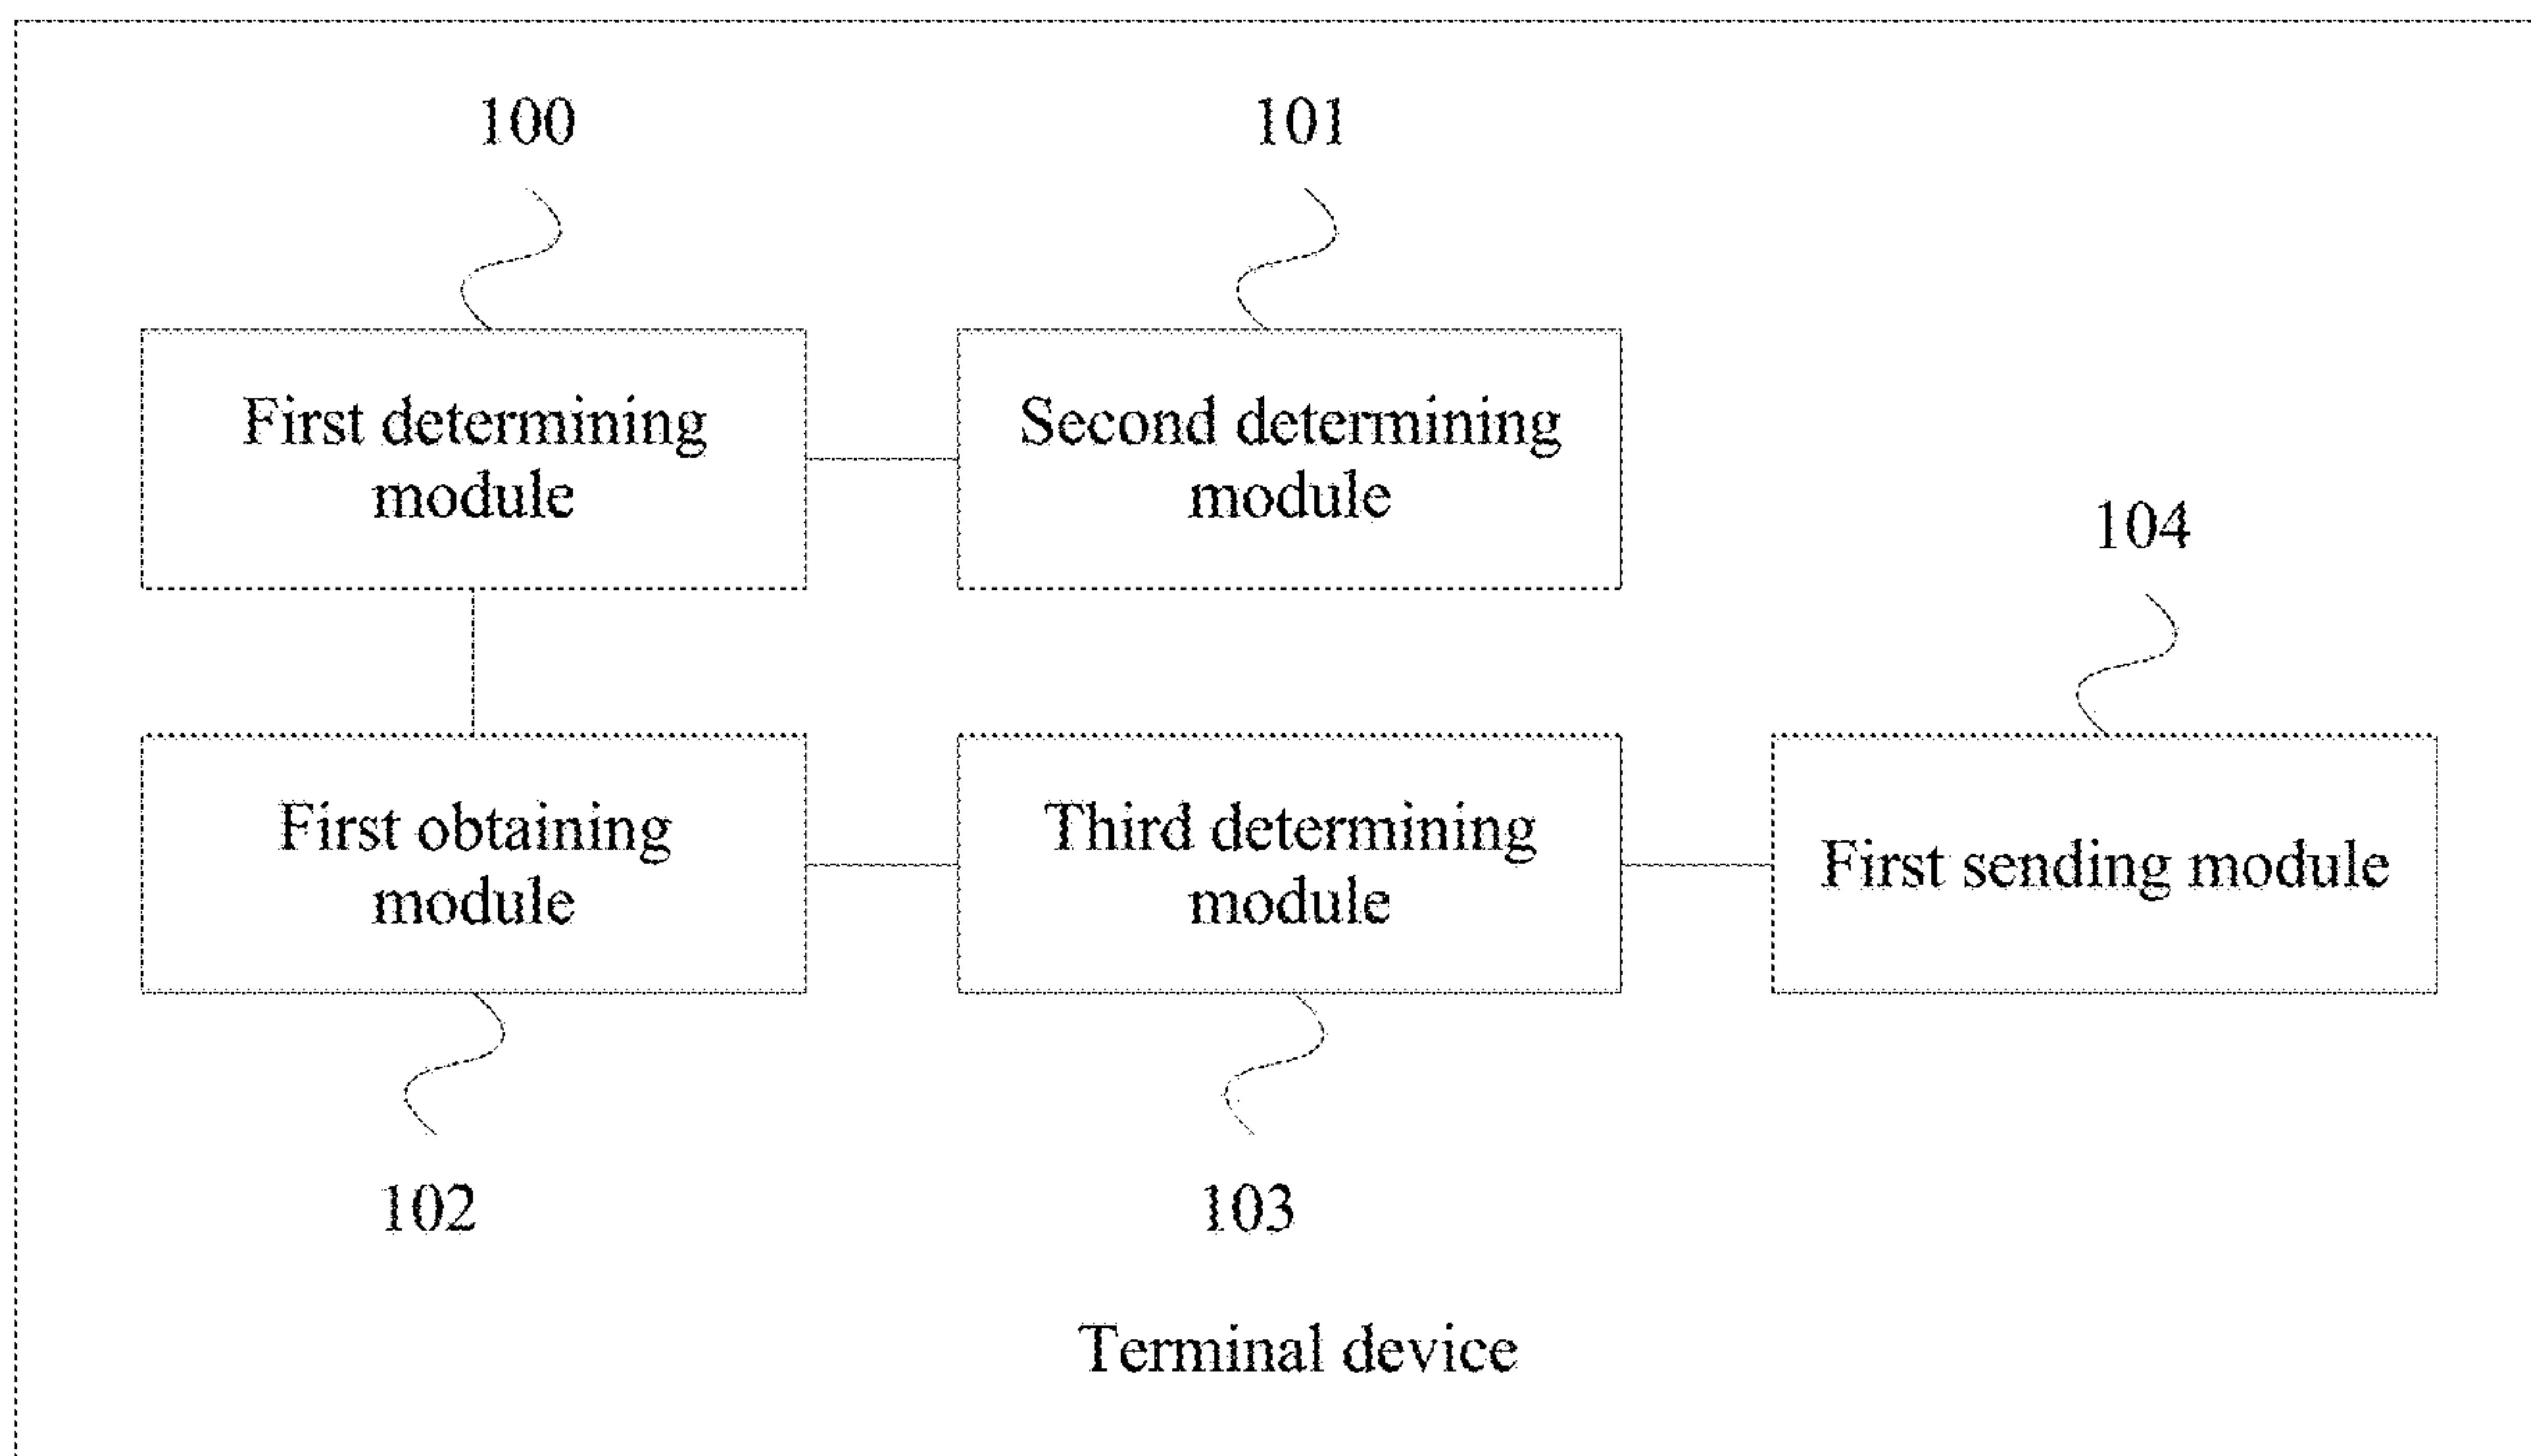 100
101
First determining
module
Second determining
module
104
First obtaining
module
Third determining
module
First sending module
102
103
Terminal device